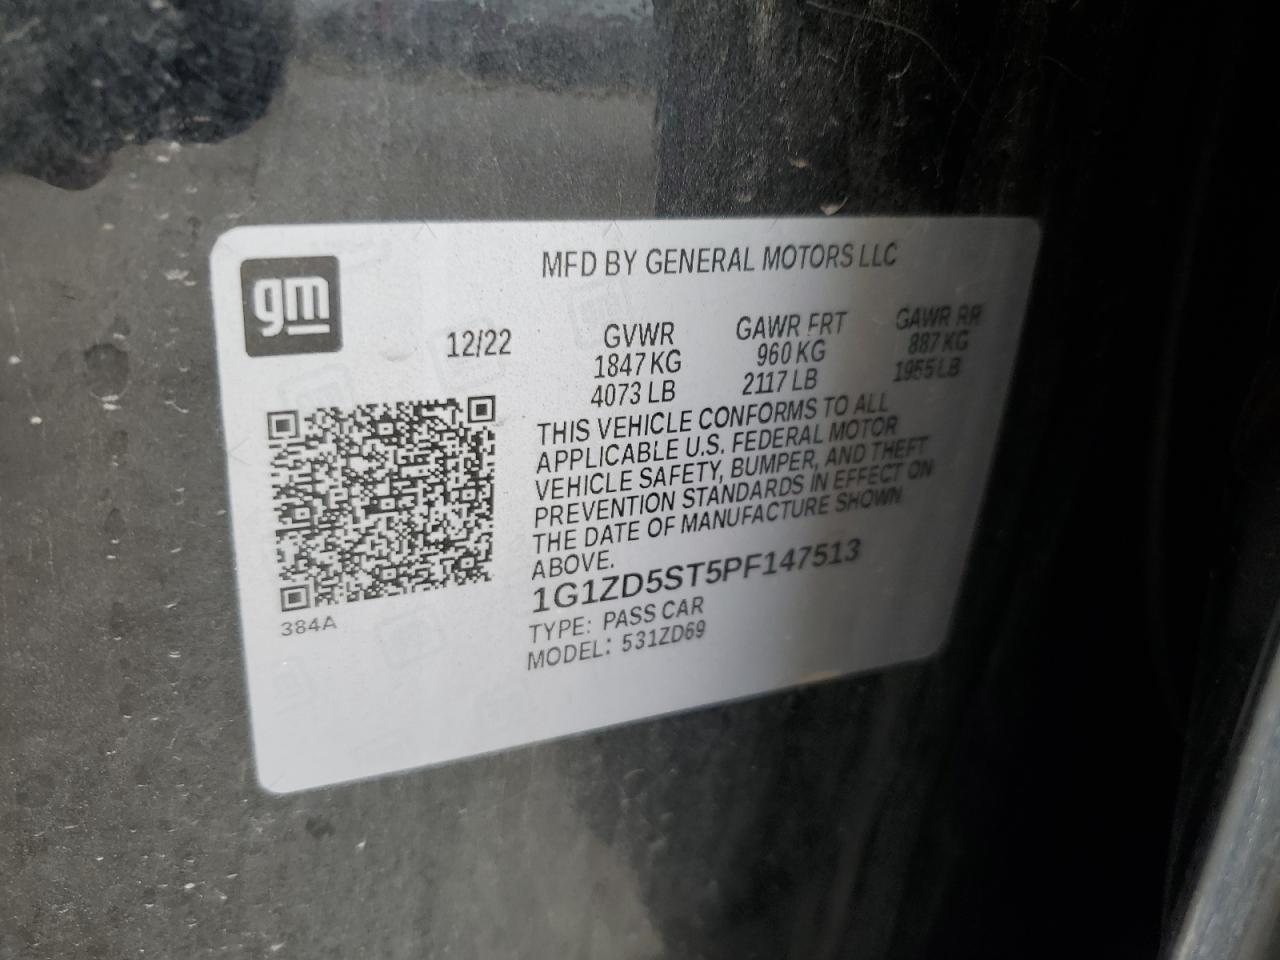 gm
MFD BY GENERAL MOTORS LLC
12/22
GVWR
1847 KG
4073 LB
GAWR FRT
960 KG
2117 LB
GAWR RR
887 KG
1955 LB
THIS VEHICLE CONFORMS TO ALL
APPLICABLE U.S. FEDERAL MOTOR
VEHICLE SAFETY, BUMPER, AND THEFT
PREVENTION STANDARDS IN EFFECT ON
THE DATE OF MANUFACTURE SHOWN
ABOVE.
1G1ZD5ST5PF147513
TYPE: PASS CAR
MODEL: 531ZD69
384A